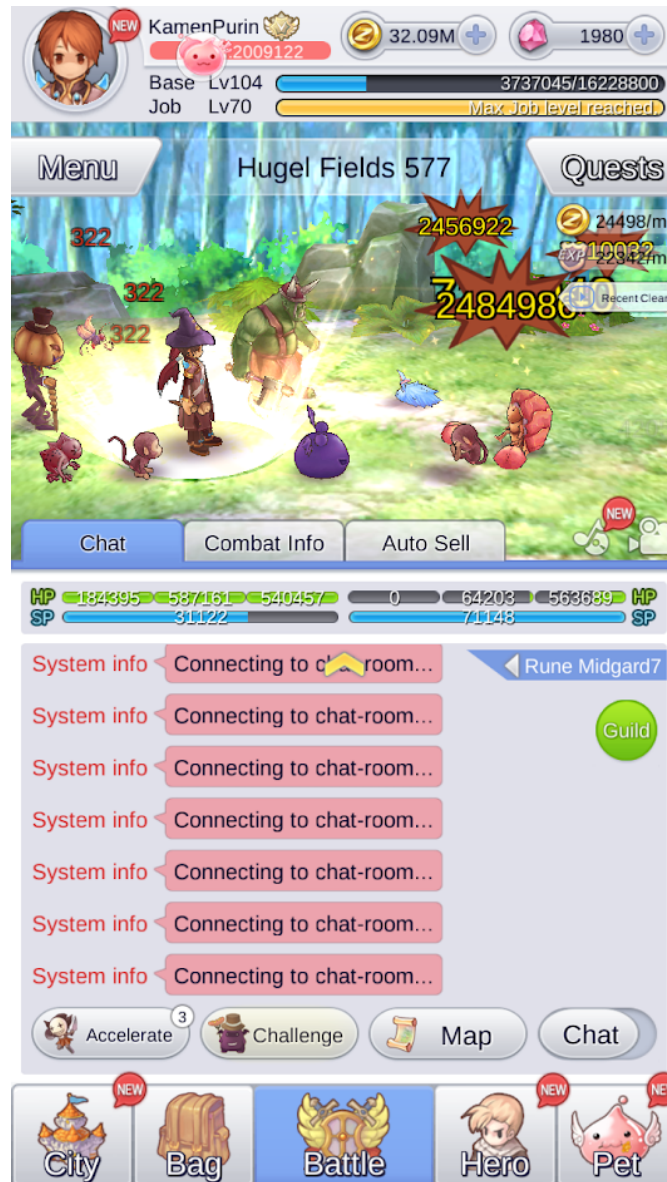 NEW
KamenPurin
:2009122
32.09M
1980
Base Lv104
3737045/16228800
Job Lv70
Max Job level reached.
Menu
Hugel Fields 577
Quests
322
2456922
24498/m
EXP
22342/m
322
2484986
Recent Clear
322
NEW
Chat
Combat Info
Auto Sell
HP 184395 587161 540457 0 64203 563689 HP
SP 31122 71148 SP
System info Connecting to chat-room...
Rune Midgard7
System info Connecting to chat-room...
Guild
System info Connecting to chat-room...
System info Connecting to chat-room...
System info Connecting to chat-room...
System info Connecting to chat-room...
System info Connecting to chat-room...
Accelerate
3
Challenge
Map
Chat
NEW
NEW
NE
City
Bag
Battle
Hero
Pet